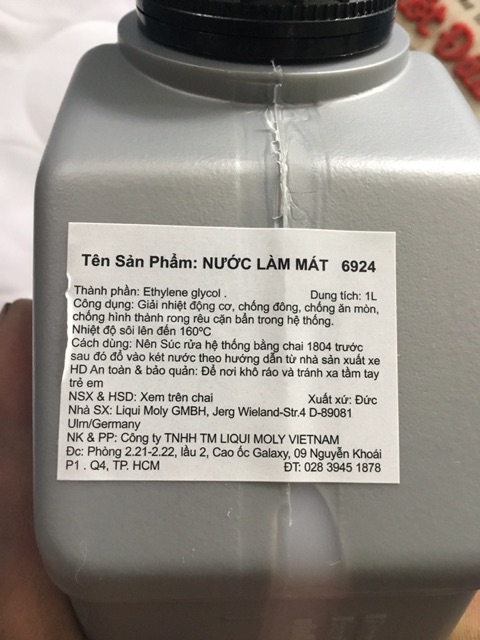 Tên Sản Phẩm: NƯỚC LÀM MÁT 6924
Thành phần: Ethylene glycol . Dung tích: 1L
Công dụng: Giải nhiệt động cơ, chống đông, chống ăn mòn,
chống hình thành rong rêu cặn bẩn trong hệ thống.
Nhiệt độ sôi lên đến 160ºC
Cách dùng: Nên Súc rửa hệ thống bằng chai 1804 trước
sau đó đổ vào két nước theo hướng dẫn từ nhà sản xuất xe
HD An toàn & bảo quản: Để nơi khô ráo và tránh xa tầm tay
trẻ em
NSX & HSD: Xem trên chai Xuất xứ: Đức
Nhà SX: Liqui Moly GMBH, Jerg Wieland-Str.4 D-89081
Ulm/Germany
NK & PP: Công ty TNHH TM LIQUI MOLY VIETNAM
Đc: Phòng 2.21-2.22, lầu 2, Cao ốc Galaxy, 09 Nguyễn Khoái
P1 . Q4, TP. HCM ĐT: 028 3945 1878